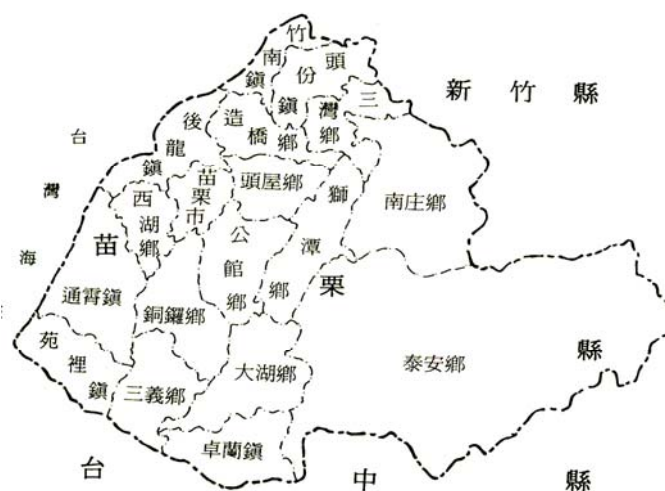 竹南鎮
頭份鎮
三灣鄉
新竹縣
後龍鎮
造橋鄉
台灣海
苗栗市
頭屋鄉
獅潭鄉
南庄鄉
西湖鄉
公館鄉
苗栗縣
通霄鎮
銅鑼鄉
苑裡鎮
三義鄉
大湖鄉
泰安鄉
卓蘭鎮
台中縣